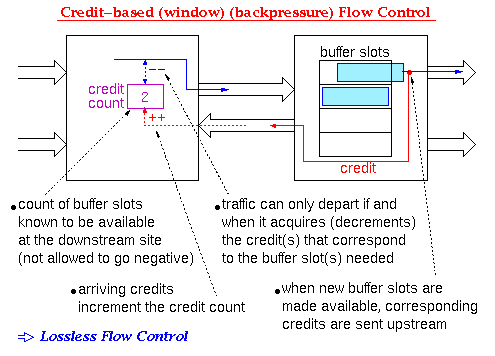 Credit–based (window) (backpressure) Flow Control
buffer slots
credit
count
2
−−
++
credit
count of buffer slots
known to be available
at the downstream site
(not allowed to go negative)
traffic can only depart if and
when it acquires (decrements)
the credit(s) that correspond
to the buffer slot(s) needed
arriving credits
increment the credit count
when new buffer slots are
made available, corresponding
credits are sent upstream
Lossless Flow Control